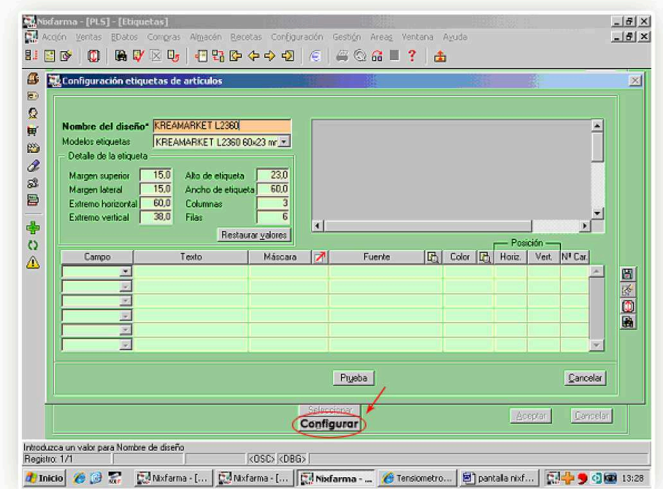 Nixfarma - [PLS] - [Etiquetas]
Acción Ventas BDatos Compras Almacén Recetas Configuración Gestión Areas Ventana Ayuda
Configuración etiquetas de artículos
Nombre del diseño* KREAMARKET L2360
Modelos etiquetas KREAMARKET L2360 60x23 mr
Detalle de la etiqueta
Margen superior 15,0 Alto de etiqueta 23,0
Margen lateral 15,0 Ancho de etiqueta 60,0
Extremo horizontal 60,0 Columnas 3
Extremo vertical 38,0 Filas 6
Restaurar valores
Posición
Campo Texto Máscara Fuente Color Horiz. Vert. Nº Car.
Prueba Cancelar
Seleccionar
Configurar Aceptar Cancelar
Introduzca un valor para Nombre de diseño
Registro: 1/1 <OSC> <DBG>
Inicio Nixfarma - [... Nixfarma - [... Nixfarma - ... Tensiometro... pantalla nixf... 13:28